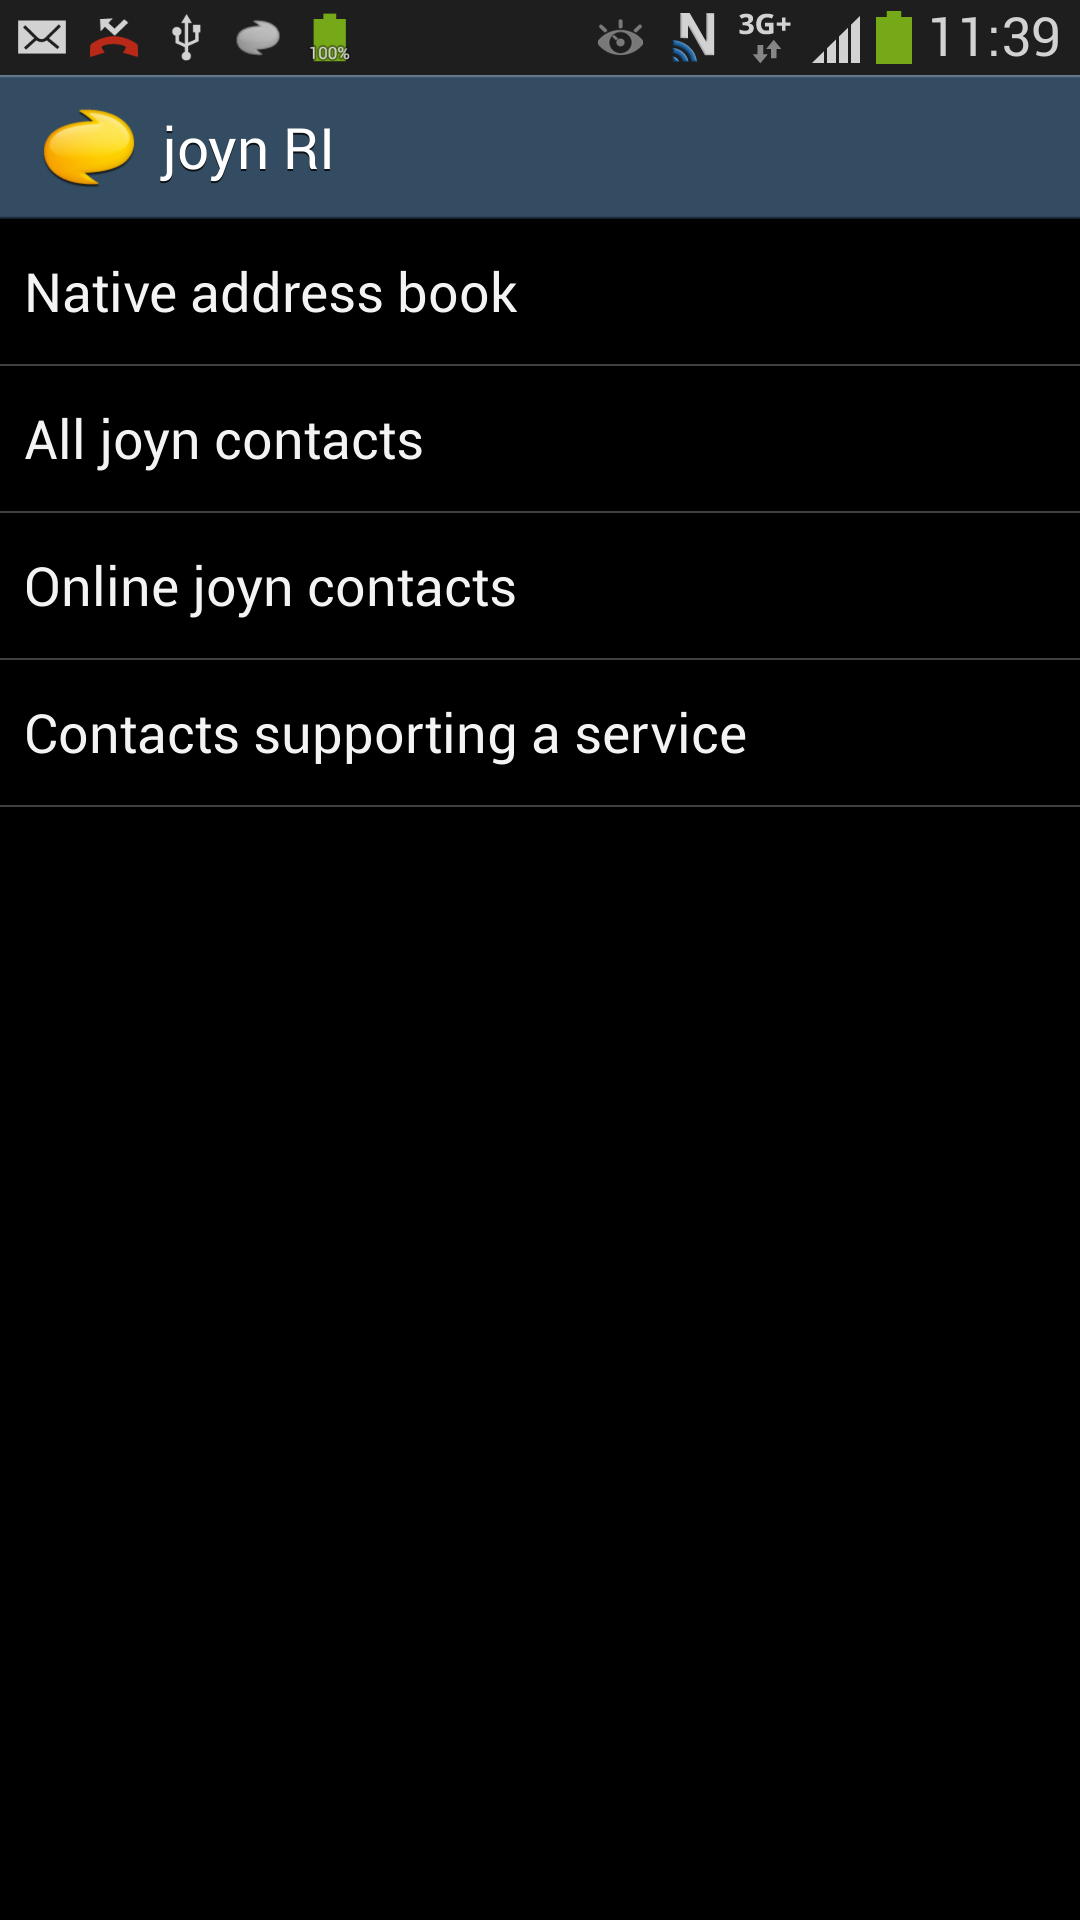 100%
N 3G+ 11:39
joyn RI
Native address book
All joyn contacts
Online joyn contacts
Contacts supporting a service